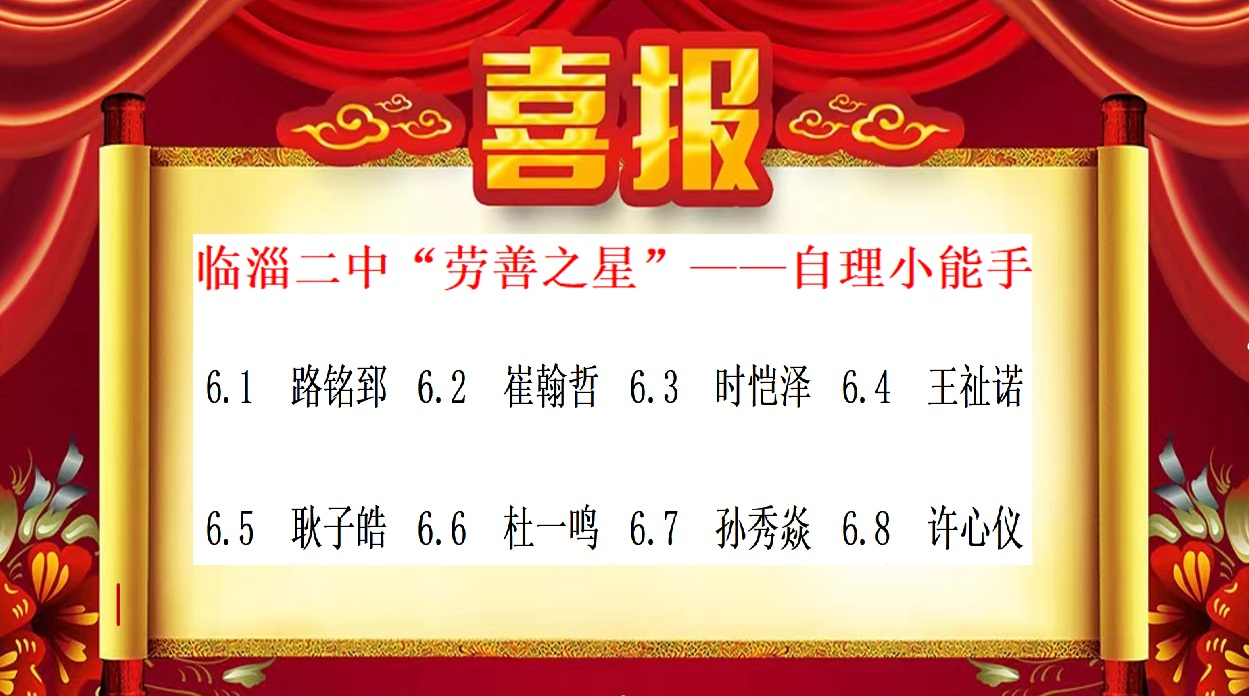 喜报
临淄二中“劳善之星”——自理小能手
6.1 路铭郅 6.2 崔翰哲 6.3 时恺泽 6.4 王祉诺
6.5 耿子皓 6.6 杜一鸣 6.7 孙秀焱 6.8 许心仪